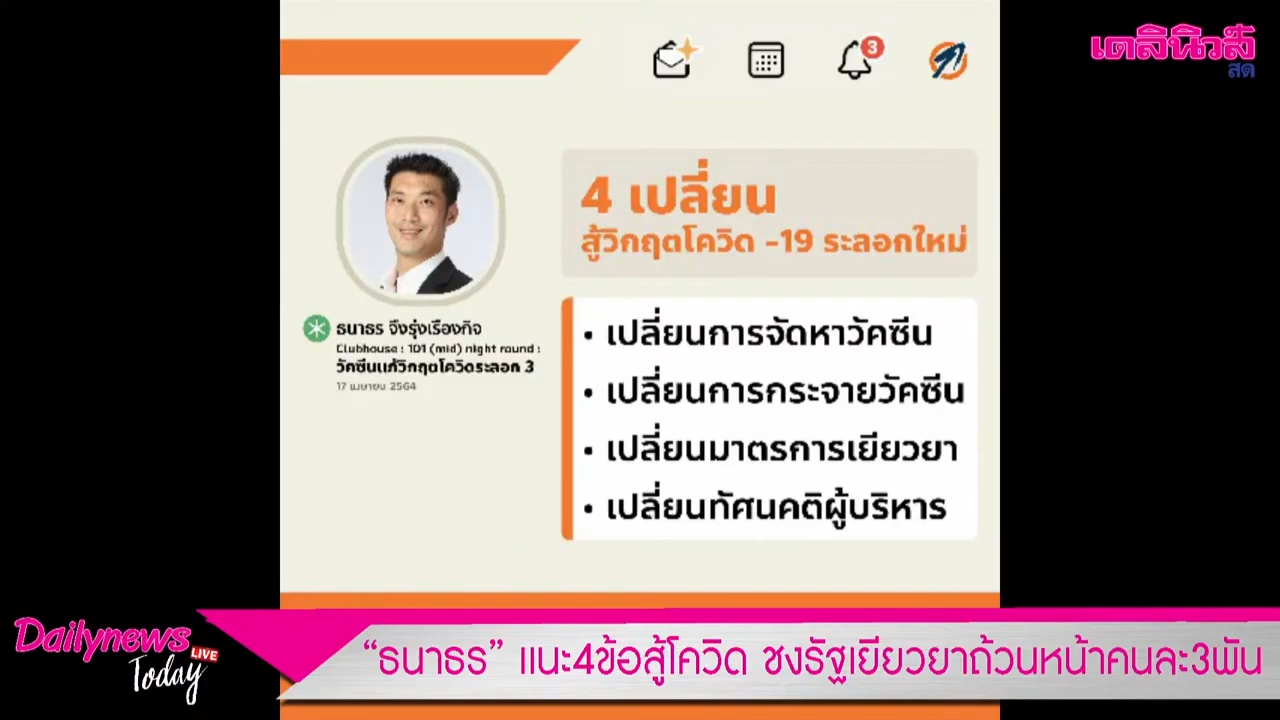 เดลินิวส์
สด
3
4 เปลี่ยน
สู้วิกฤตโควิด -19 ระลอกใหม่
ธนาธร จึงรุ่งเรืองกิจ
Clubhouse : 101 (mid) night round :
วัคซีนแก้วิกฤตโควิดระลอก 3
17 เมษายน 2564
• เปลี่ยนการจัดหาวัคซีน
• เปลี่ยนการกระจายวัคซีน
• เปลี่ยนมาตรการเยียวยา
• เปลี่ยนทัศนคติผู้บริหาร
Dailynews
LIVE
Today
“ธนาธร” แนะ4ข้อสู้โควิด ชงรัฐเยียวยาถ้วนหน้าคนละ3พัน